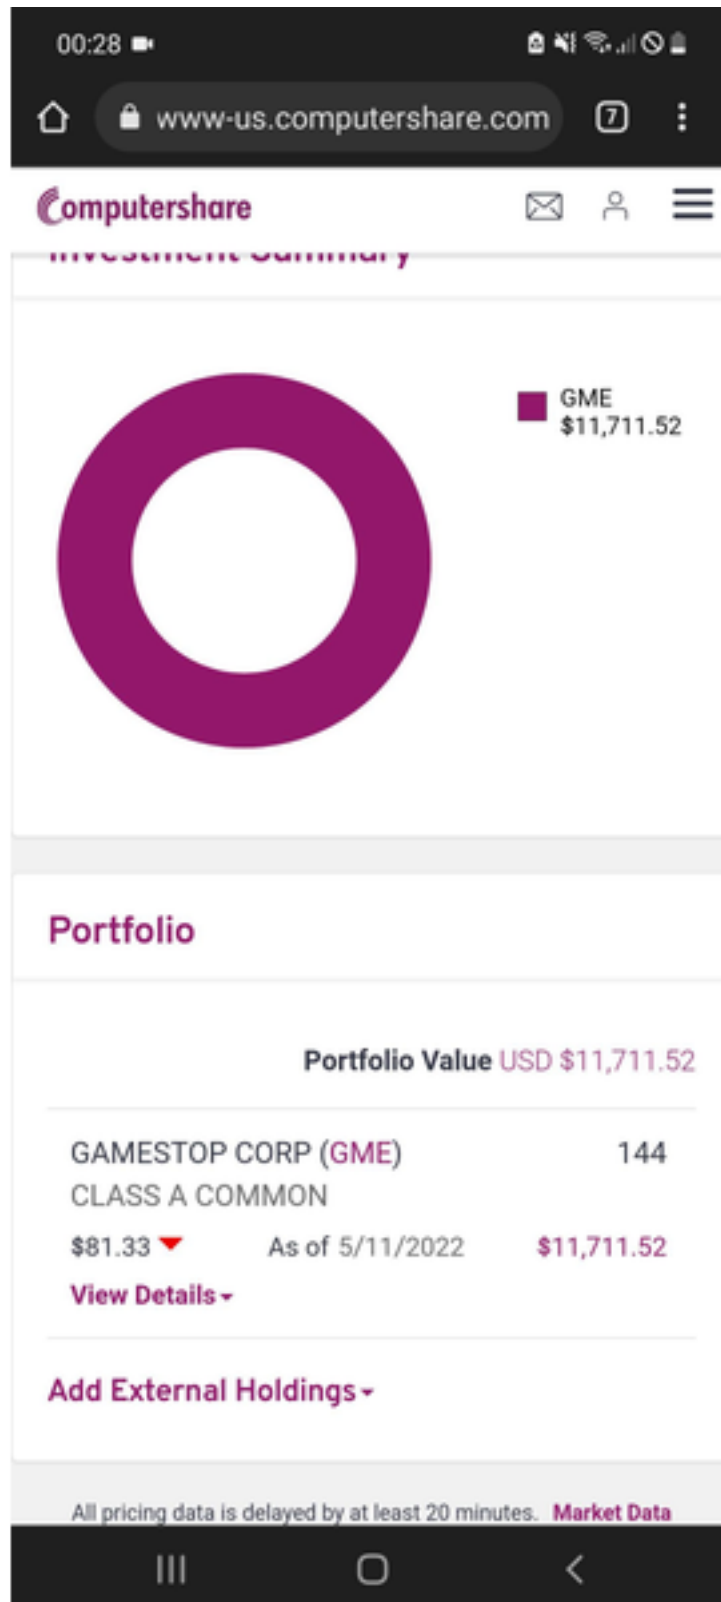 00:28
www-us.computershare.com 7
Computershare
Investment Summary
GME
$11,711.52
Portfolio
Portfolio Value USD $11,711.52
GAMESTOP CORP (GME) 144
CLASS A COMMON
$81.33 As of 5/11/2022 $11,711.52
View Details
Add External Holdings
All pricing data is delayed by at least 20 minutes. Market Data